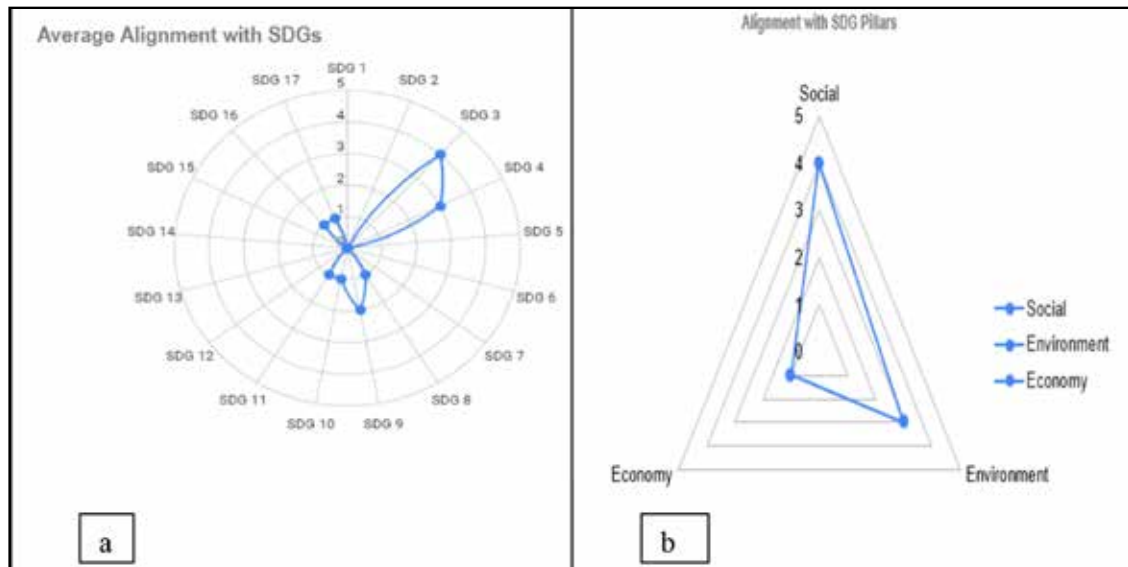 Average Alignment with SDGs
SDG 1
SDG 2
SDG 3
SDG 4
SDG 5
SDG 6
SDG 7
SDG 8
SDG 9
SDG 10
SDG 11
SDG 12
SDG 13
SDG 14
SDG 15
SDG 16
SDG 17
5
4
3
2
1
a
Alignment with SDG Pillars
Social
5
4
3
2
1
0
Economy
Environment
Social
Environment
Economy
b